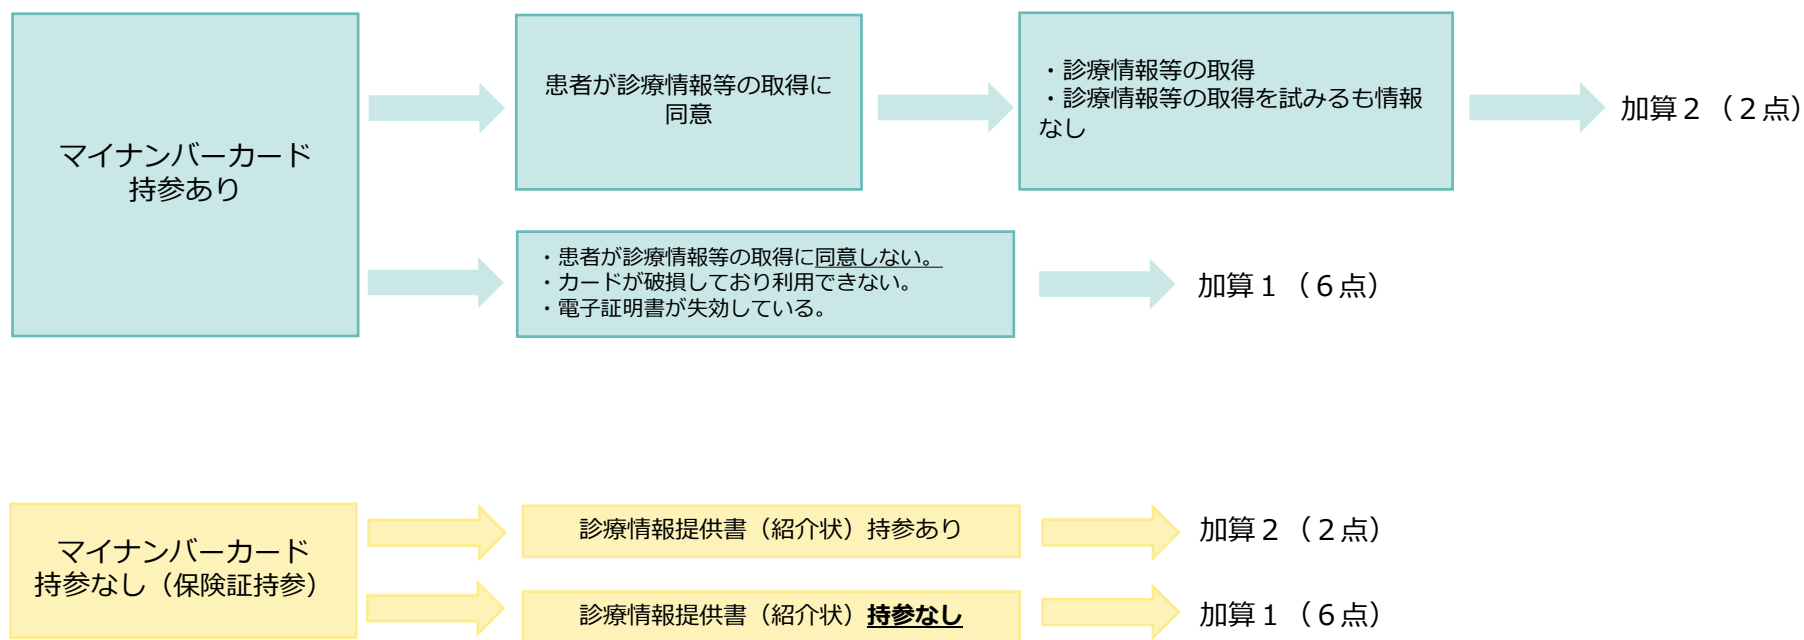 マイナンバーカード
持参あり
患者が診療情報等の取得に
同意
・診療情報等の取得
・診療情報等の取得を試みるも情報
なし
加算２（２点）
・患者が診療情報等の取得に同意しない。
・カードが破損しており利用できない。
・電子証明書が失効している。
加算１（６点）
マイナンバーカード
持参なし（保険証持参）
診療情報提供書（紹介状）持参あり
加算２（２点）
診療情報提供書（紹介状）持参なし
加算１（６点）